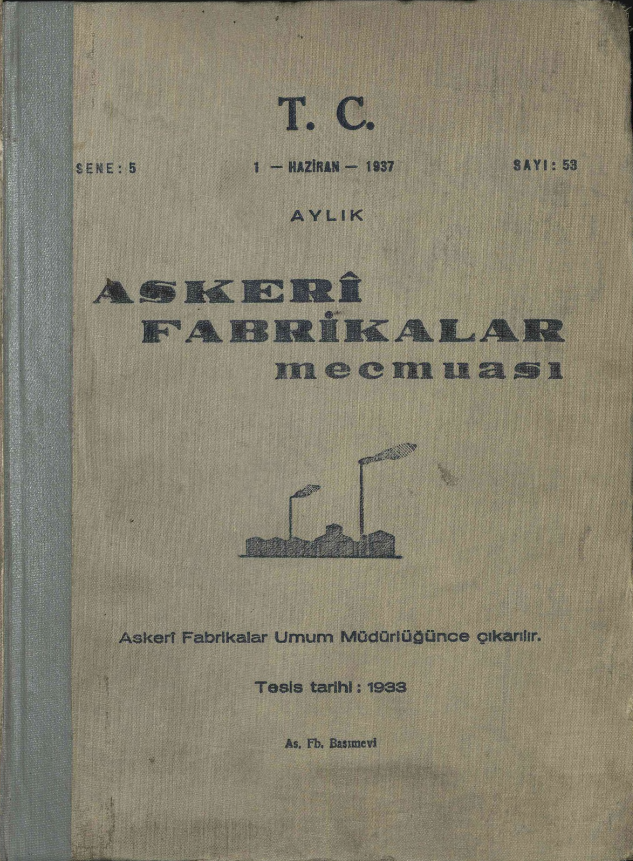 T. C.
SENE: 5 1 — HAZİRAN — 1937 SAYI: 53
AYLIK
ASKERÎ
FABRİKALAR
mecmuası
Askerî Fabrikalar Umum Müdürlüğünce çıkarılır.
Tesis tarihi: 1933
As. Fb. Basımevi